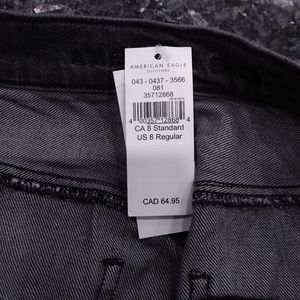 AMERICAN EAGLE
OUTFITTERS
043 - 0437 - 3566
081
35712868
CA 8 Standard
US 8 Regular
CAD 64.95